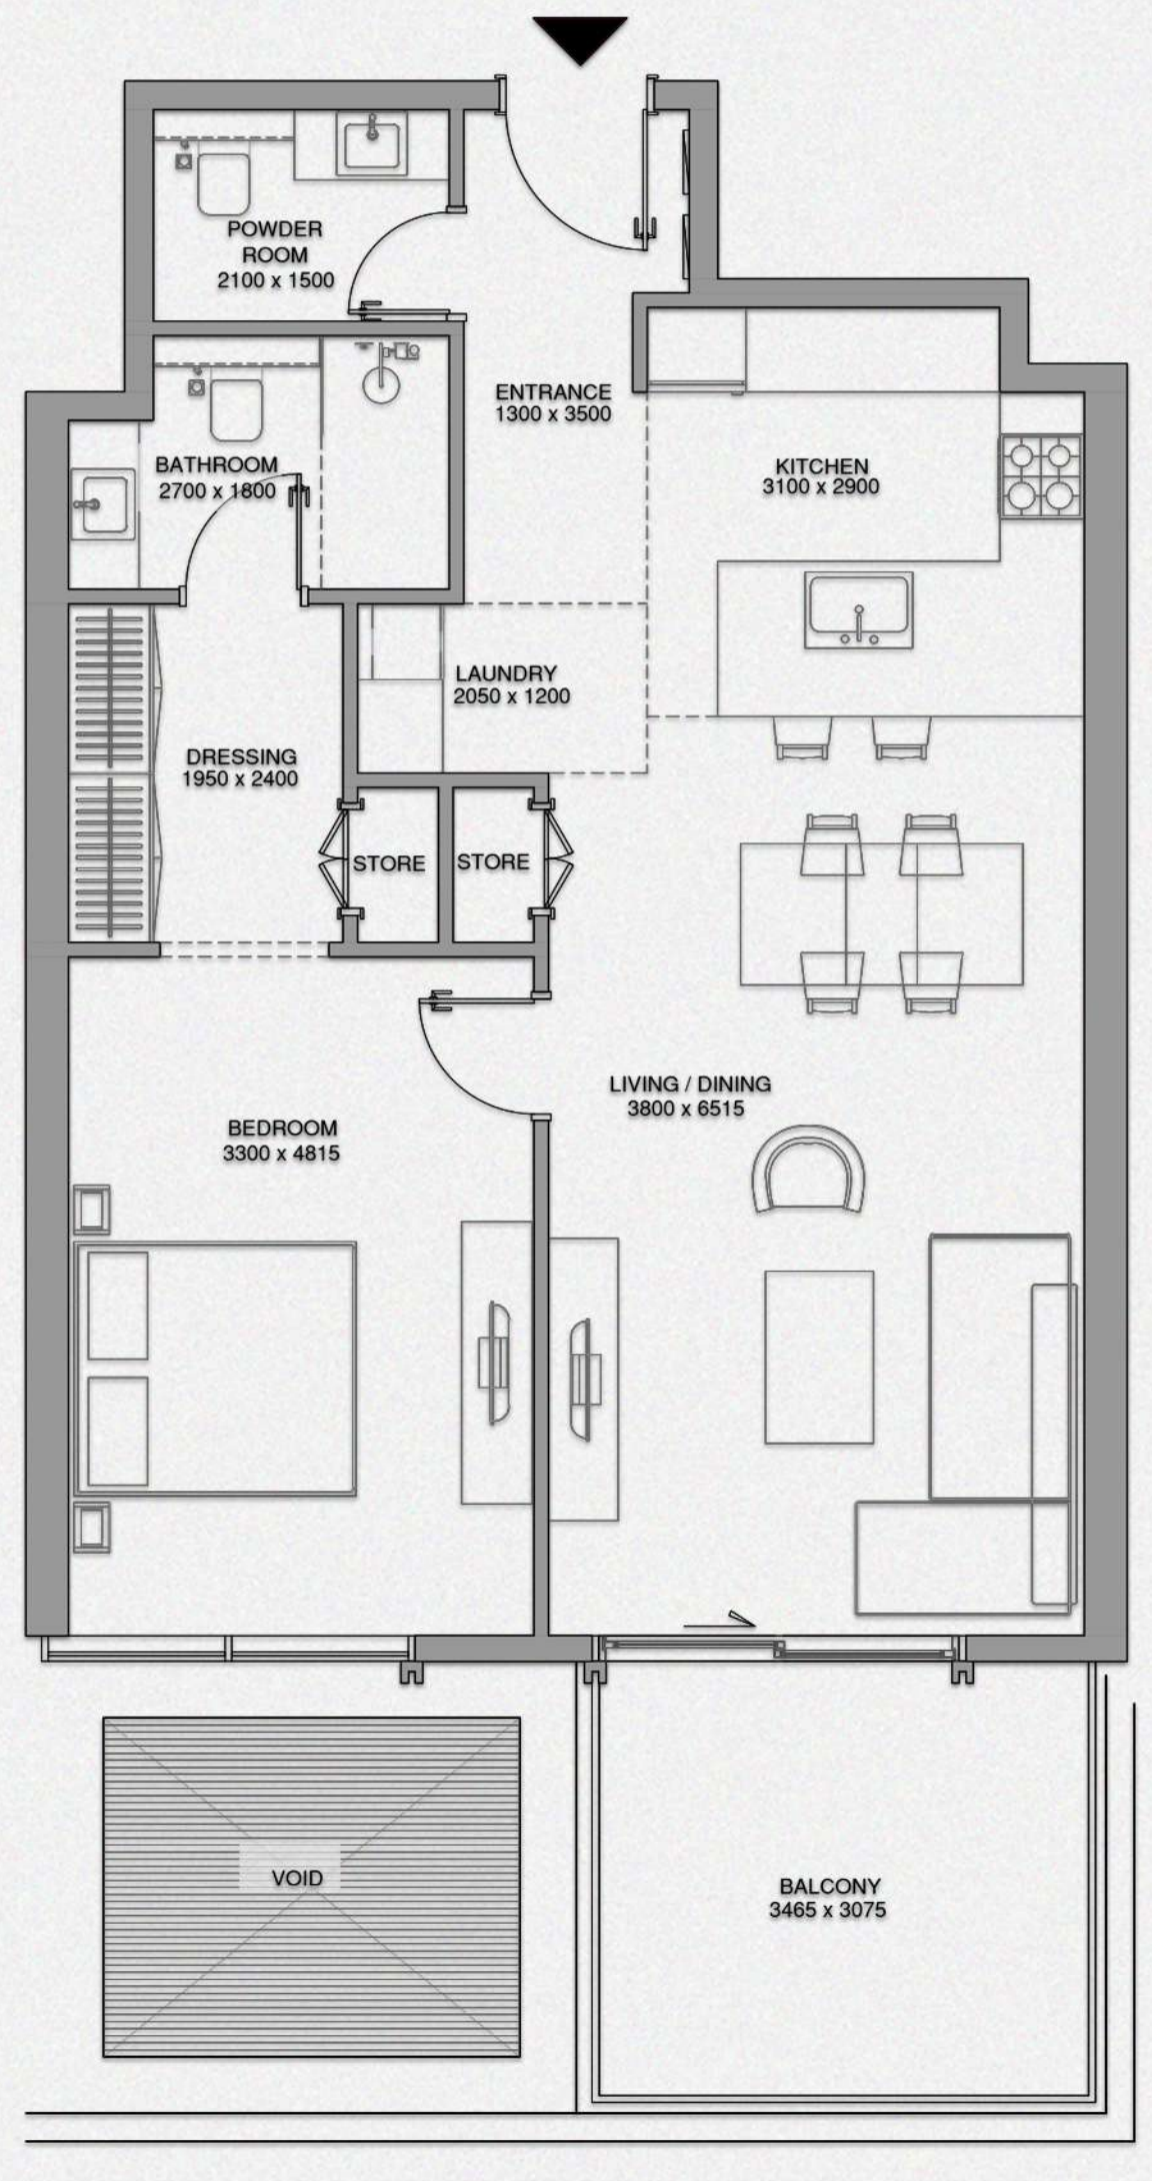 POWDER
ROOM
2100 x 1500
ENTRANCE
1300 x 3500
BATHROOM
2700 x 1800
KITCHEN
3100 x 2900
LAUNDRY
2050 x 1200
DRESSING
1950 x 2400
STORE
STORE
LIVING / DINING
3800 x 6515
BEDROOM
3300 x 4815
VOID
BALCONY
3465 x 3075